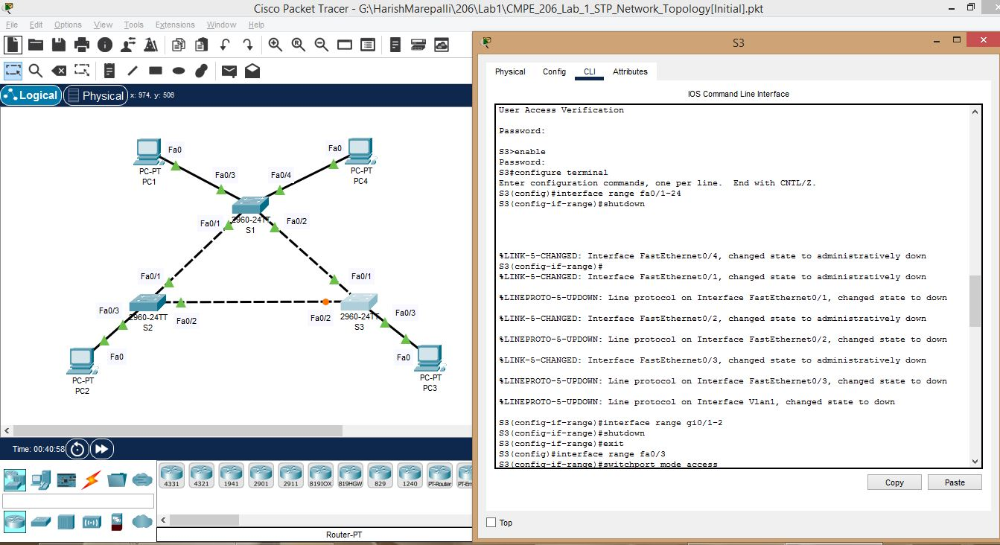 Cisco Packet Tracer - G:\HarishMarepalli\206\Lab1\CMPE_206_Lab_1_STP_Network_Topology[Initial].pkt
File Edit Options View Tools Extensions Window Help
Logical Physical x: 974, y: 506
Fa0 Fa0
PC-PT PC-PT
PC1 PC4
Fa0/3 Fa0/4
2960-24TT
S1
Fa0/1 Fa0/2
Fa0/1 Fa0/1
Fa0/3 Fa0/2 Fa0/2 Fa0/3
2960-24TT 2960-24TT
S2 S3
Fa0 Fa0
PC-PT PC-PT
PC2 PC3
Time: 00:40:58
4331 4321 1941 2901 2911 819IOX 819HGW 829 1240 PT-Router
Router-PT
S3
Physical Config CLI Attributes
IOS Command Line Interface
User Access Verification
Password:
S3>enable
Password:
S3#configure terminal
Enter configuration commands, one per line. End with CNTL/Z.
S3(config)#interface range fa0/1-24
S3(config-if-range)#shutdown
%LINK-5-CHANGED: Interface FastEthernet0/4, changed state to administratively down
S3(config-if-range)#
%LINK-5-CHANGED: Interface FastEthernet0/1, changed state to administratively down
%LINEPROTO-5-UPDOWN: Line protocol on Interface FastEthernet0/1, changed state to down
%LINK-5-CHANGED: Interface FastEthernet0/2, changed state to administratively down
%LINEPROTO-5-UPDOWN: Line protocol on Interface FastEthernet0/2, changed state to down
%LINK-5-CHANGED: Interface FastEthernet0/3, changed state to administratively down
%LINEPROTO-5-UPDOWN: Line protocol on Interface FastEthernet0/3, changed state to down
%LINEPROTO-5-UPDOWN: Line protocol on Interface Vlan1, changed state to down
S3(config-if-range)#interface range gi0/1-2
S3(config-if-range)#shutdown
S3(config-if-range)#exit
S3(config)#interface range fa0/3
S3(config-if-range)#switchport mode access
Copy Paste
Top